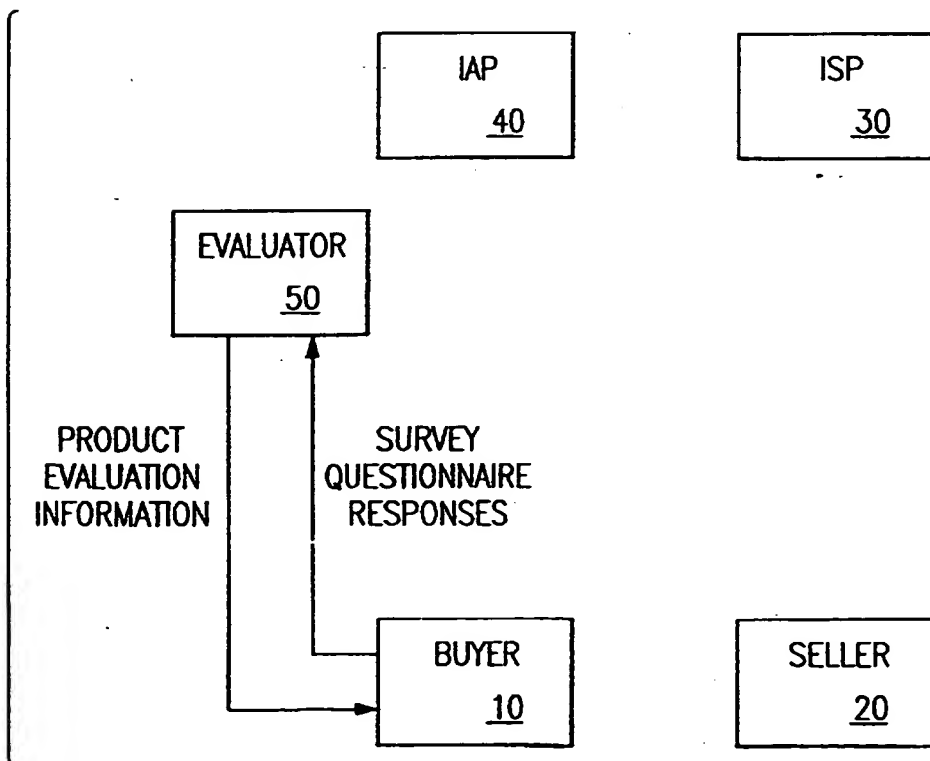 IAP
40
ISP
30
EVALUATOR
50
PRODUCT
EVALUATION
INFORMATION
SURVEY
QUESTIONNAIRE
RESPONSES
BUYER
10
SELLER
20